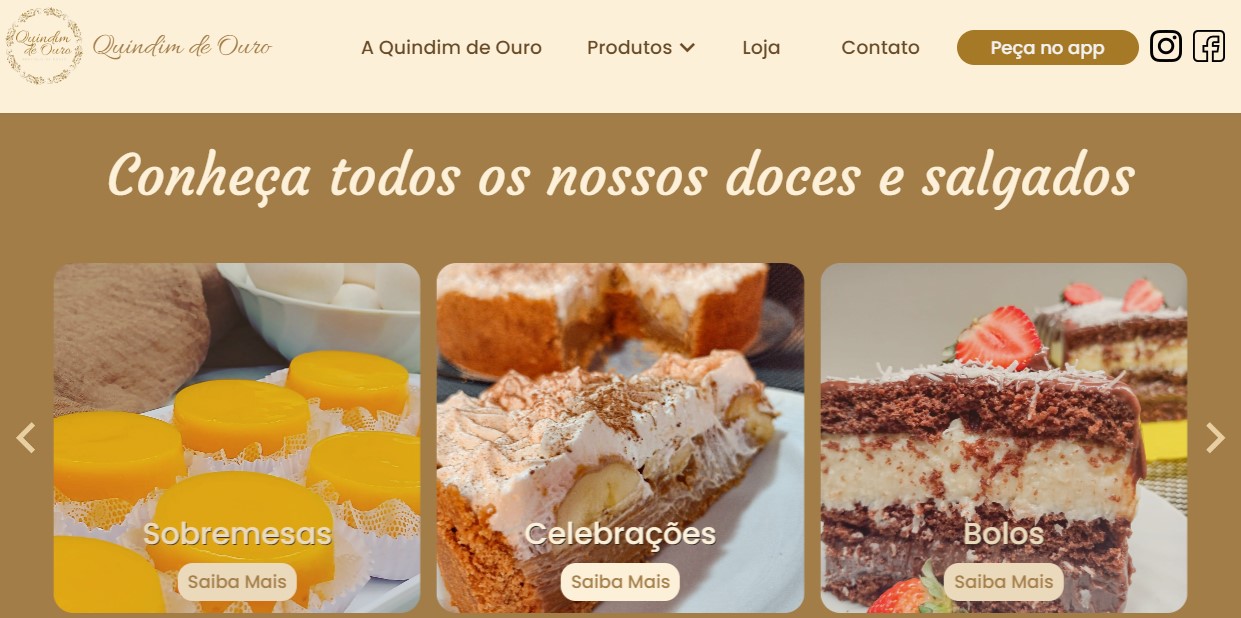 Quindim
de Ouro
Quindim de Ouro
A Quindim de Ouro
Produtos
Loja
Contato
Peça no app
Conheça todos os nossos doces e salgados
Sobremesas
Saiba Mais
Celebrações
Saiba Mais
Bolos
Saiba Mais